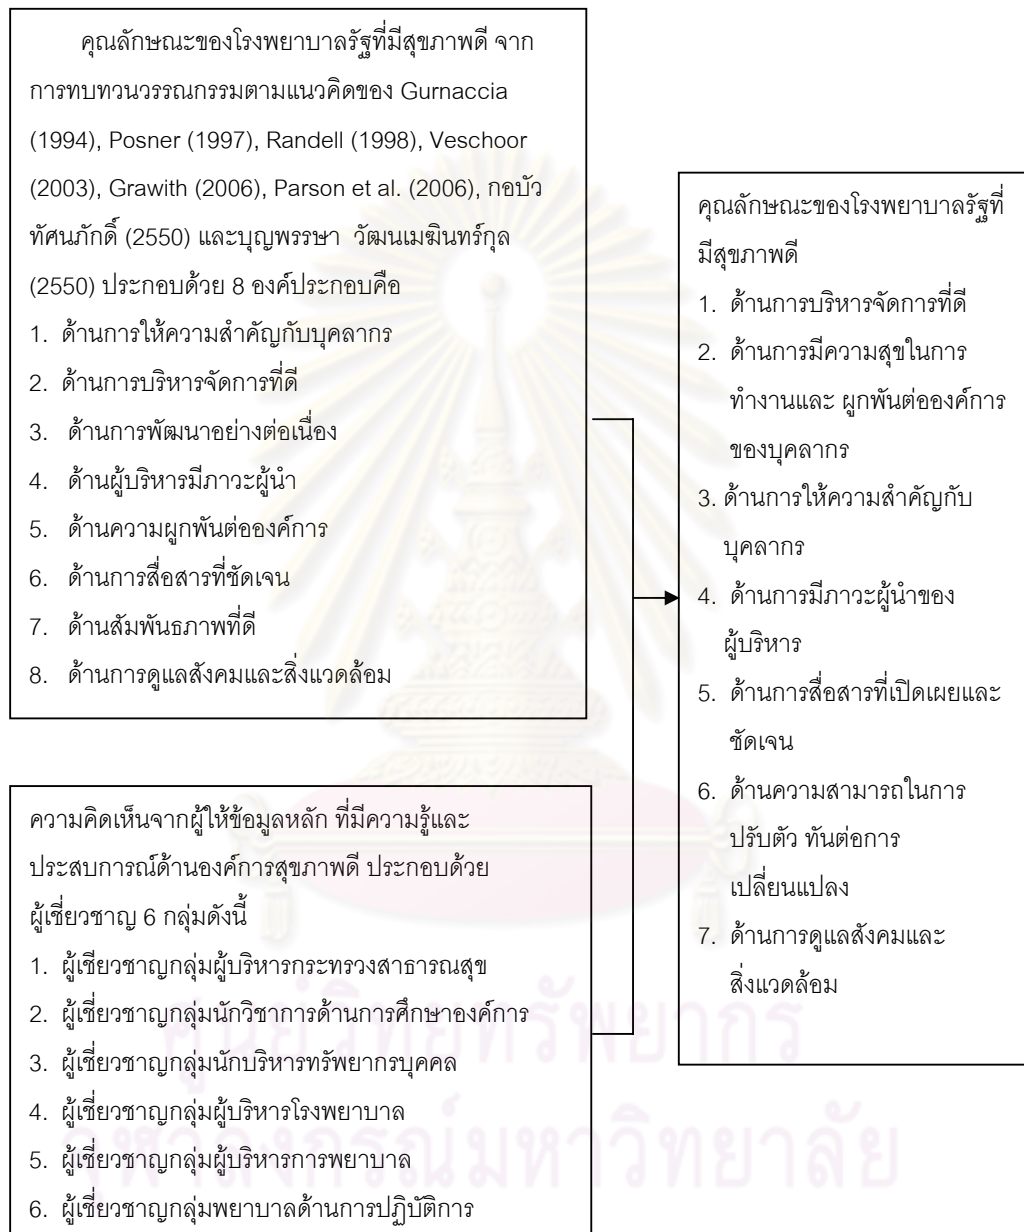 คุณลักษณะของโรงพยาบาลรัฐที่มีสุขภาพดี จาก
การทบทวนวรรณกรรมตามแนวคิดของ Gurnaccia
(1994), Posner (1997), Randell (1998), Veschoor
(2003), Grawith (2006), Parson et al. (2006), กอบัว
ทัศนภักดิ์ (2550) และบุญพรรษา วัฒนเมฆินทร์กุล
(2550) ประกอบด้วย 8 องค์ประกอบคือ
1. ด้านการให้ความสำคัญกับบุคลากร
2. ด้านการบริหารจัดการที่ดี
3. ด้านการพัฒนาอย่างต่อเนื่อง
4. ด้านผู้บริหารมีภาวะผู้นำ
5. ด้านความผูกพันต่อองค์การ
6. ด้านการสื่อสารที่ชัดเจน
7. ด้านสัมพันธภาพที่ดี
8. ด้านการดูแลสังคมและสิ่งแวดล้อม
ความคิดเห็นจากผู้ให้ข้อมูลหลัก ที่มีความรู้และ
ประสบการณ์ด้านองค์การสุขภาพดี ประกอบด้วย
ผู้เชี่ยวชาญ 6 กลุ่มดังนี้
1. ผู้เชียวชาญกลุ่มผู้บริหารกระทรวงสาธารณสุข
2. ผู้เชี่ยวชาญกลุ่มนักวิชาการด้านการศึกษาองค์การ
3. ผู้เชี่ยวชาญกลุ่มนักบริหารทรัพยากรบุคคล
4. ผู้เชี่ยวชาญกลุ่มผู้บริหารโรงพยาบาล
5. ผู้เชี่ยวชาญกลุ่มผู้บริหารการพยาบาล
6. ผู้เชี่ยวชาญกลุ่มพยาบาลด้านการปฏิบัติการ
คุณลักษณะของโรงพยาบาลรัฐที่
มีสุขภาพดี
1. ด้านการบริหารจัดการที่ดี
2. ด้านการมีความสุขในการ
ทำงานและ ผูกพันต่อองค์การ
ของบุคลากร
3. ด้านการให้ความสำคัญกับ
บุคลากร
4. ด้านการมีภาวะผู้นำของ
ผู้บริหาร
5. ด้านการสื่อสารที่เปิดเผยและ
ชัดเจน
6. ด้านความสามารถในการ
ปรับตัว ทันต่อการ
เปลี่ยนแปลง
7. ด้านการดูแลสังคมและ
สิ่งแวดล้อม
ศูนย์วิทยทรัพยากร
จุฬาลงกรณ์มหาวิทยาลัย